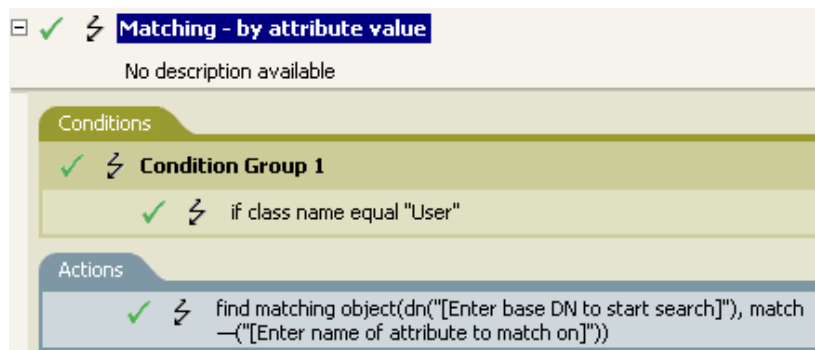 Matching - by attribute value
No description available
Conditions
Condition Group 1
if class name equal "User"
Actions
find matching object(dn("[Enter base DN to start search]"), match
—("[Enter name of attribute to match on]"))